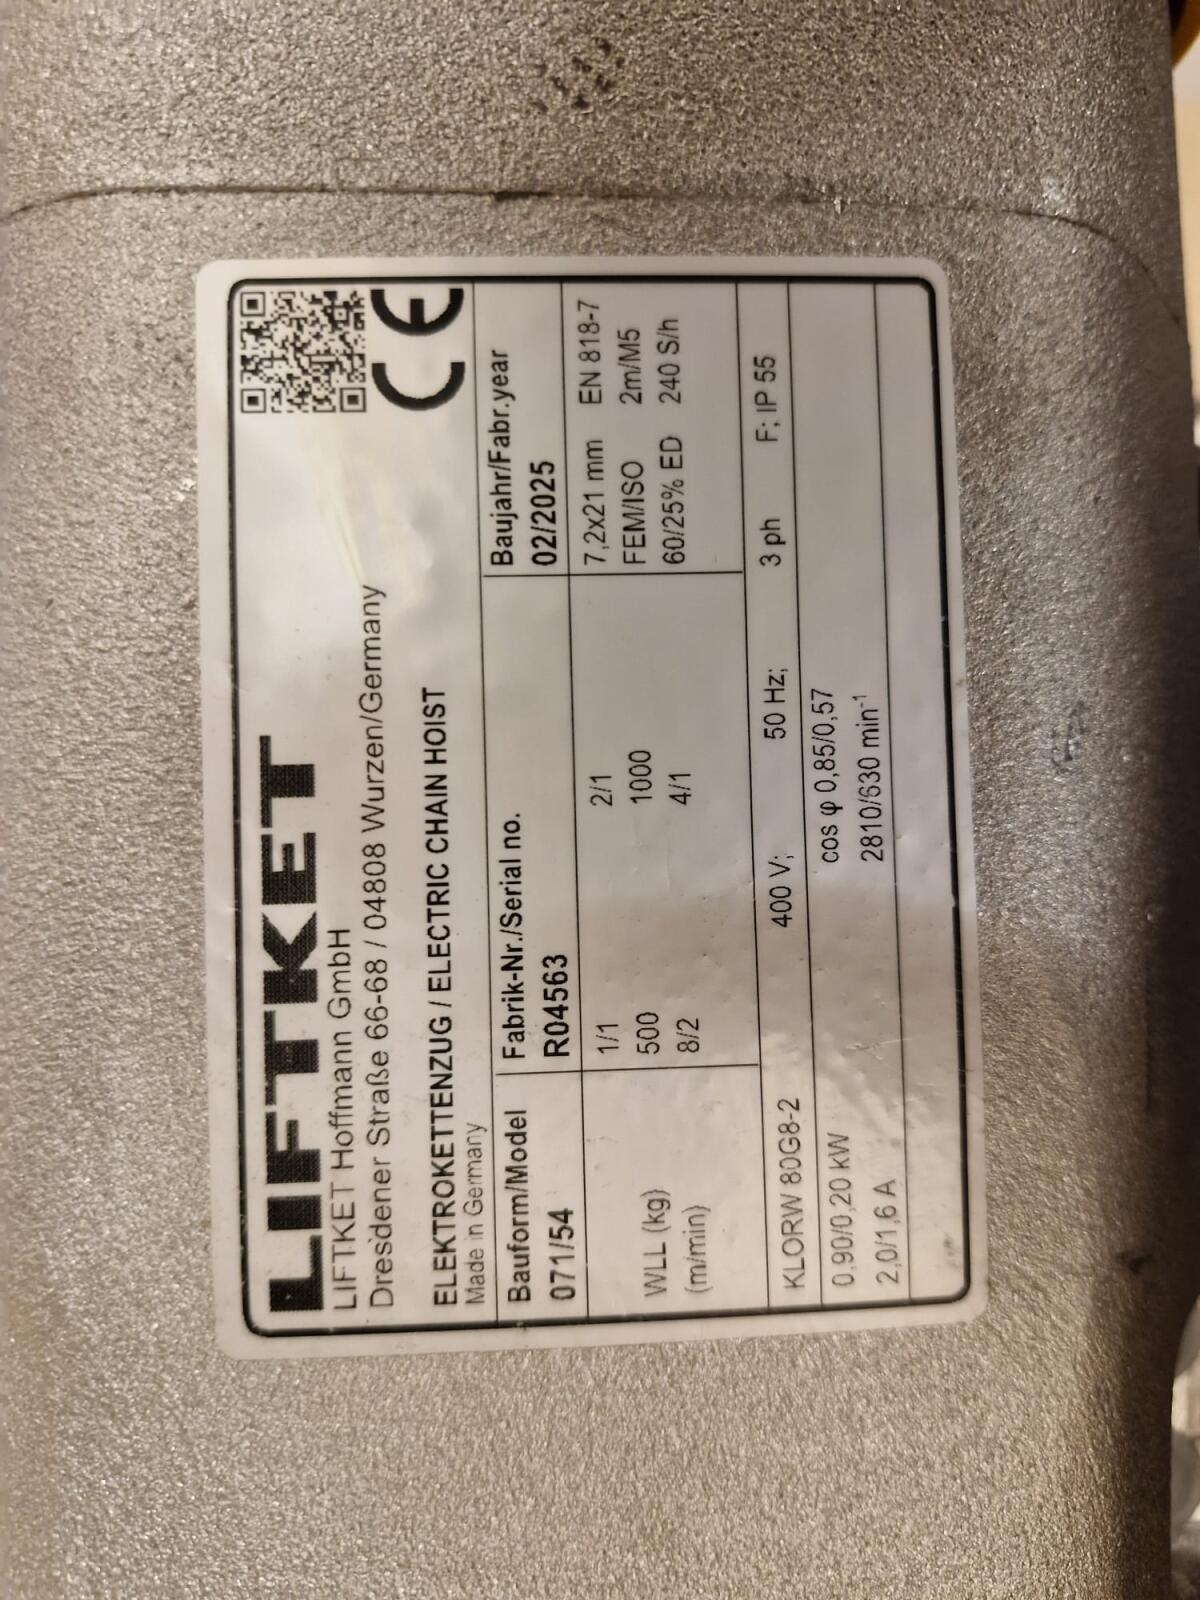 LIFTKET
LIFTKET Hoffmann GmbH
Dresdener Straße 66-68 / 04808 Wurzen/Germany
ELEKTROKETTENZUG / ELECTRIC CHAIN HOIST
Made in Germany
CE
Bauform/Model Fabrik-Nr./Serial no. Baujahr/Fabr.year
071/54 R04563 02/2025
1/1 2/1 7,2x21 mm EN 818-7
WLL (kg) 500 1000 FEM/ISO 2m/M5
(m/min) 8/2 4/1 60/25% ED 240 S/h
KLORW 80G8-2 400 V; 50 Hz; 3 ph F; IP 55
0,90/0,20 kW cos φ 0,85/0,57
2,0/1,6 A 2810/630 min⁻¹